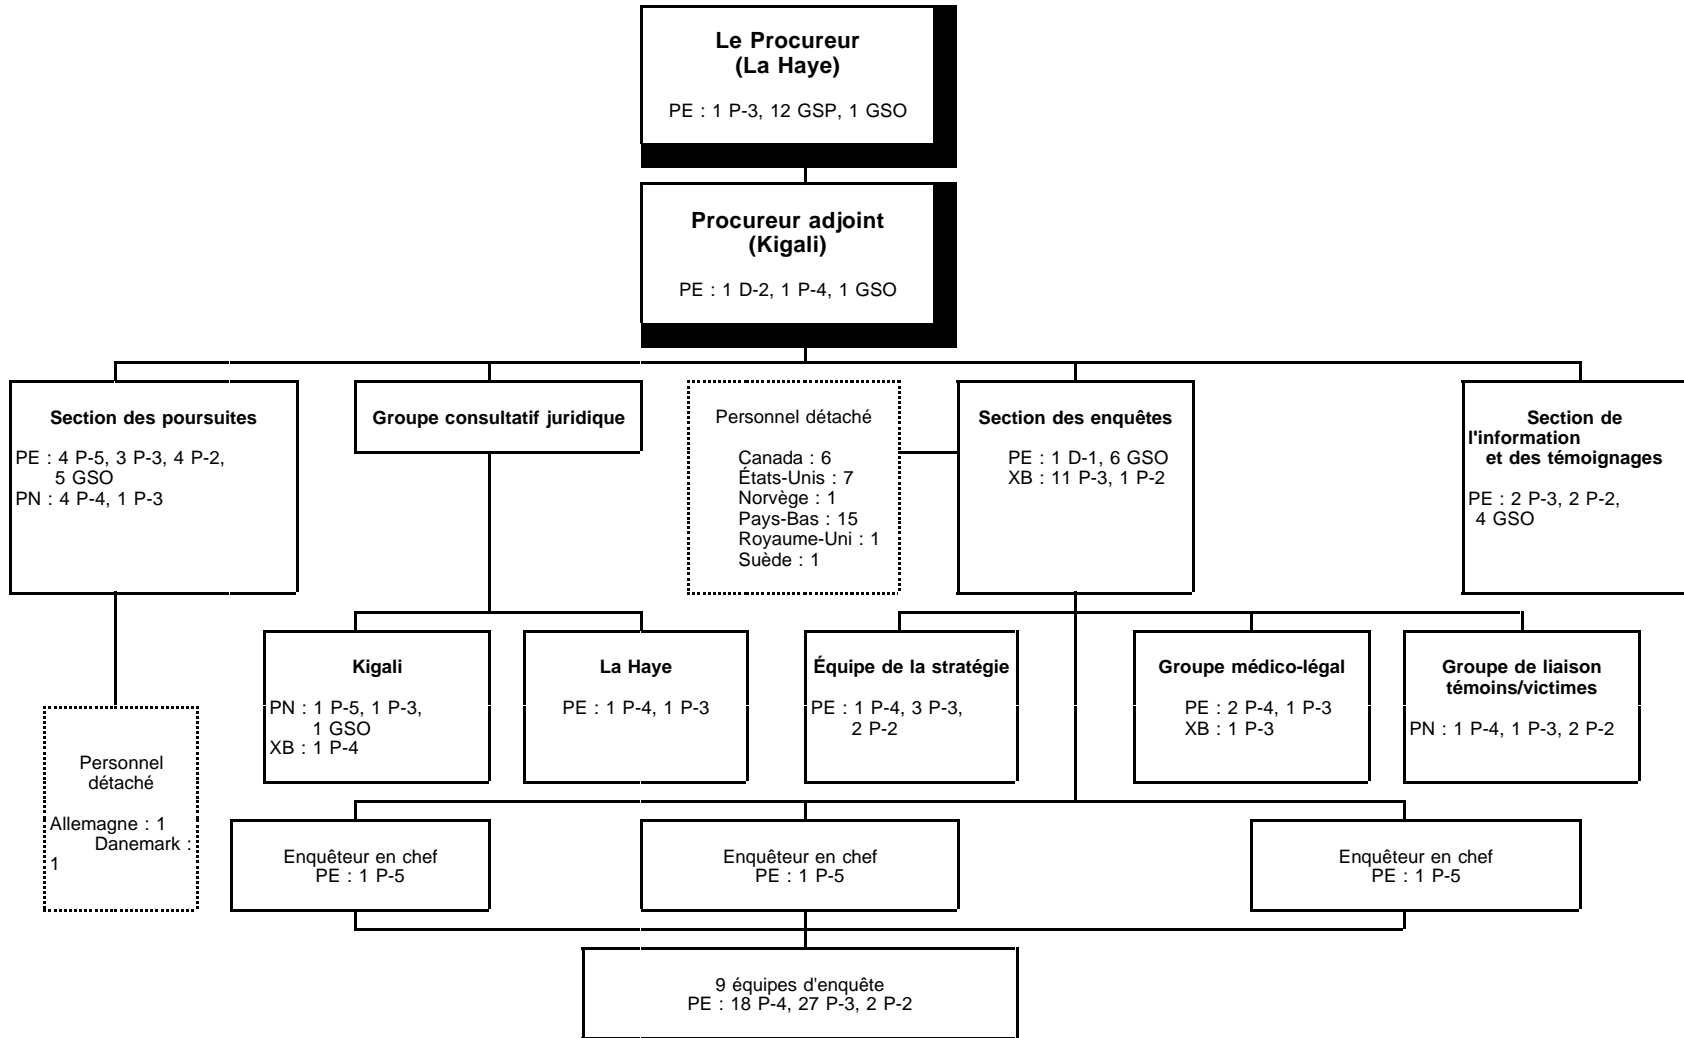 Le Procureur
(La Haye)
PE : 1 P-3, 12 GSP, 1 GSO
Procureur adjoint
(Kigali)
PE : 1 D-2, 1 P-4, 1 GSO
Section des poursuites
PE : 4 P-5, 3 P-3, 4 P-2,
5 GSO
PN : 4 P-4, 1 P-3
Groupe consultatif juridique
Personnel détaché
Canada : 6
États-Unis : 7
Norvège : 1
Pays-Bas : 15
Royaume-Uni : 1
Suède : 1
Section des enquêtes
PE : 1 D-1, 6 GSO
XB : 11 P-3, 1 P-2
Section de
l'information
et des témoignages
PE : 2 P-3, 2 P-2,
4 GSO
Kigali
PN : 1 P-5, 1 P-3,
1 GSO
XB : 1 P-4
La Haye
PE : 1 P-4, 1 P-3
Équipe de la stratégie
PE : 1 P-4, 3 P-3,
2 P-2
Groupe médico-légal
PE : 2 P-4, 1 P-3
XB : 1 P-3
Groupe de liaison
témoins/victimes
PN : 1 P-4, 1 P-3, 2 P-2
Personnel
détaché
Allemagne : 1
Danemark :
1
Enquêteur en chef
PE : 1 P-5
Enquêteur en chef
PE : 1 P-5
Enquêteur en chef
PE : 1 P-5
9 équipes d'enquête
PE : 18 P-4, 27 P-3, 2 P-2